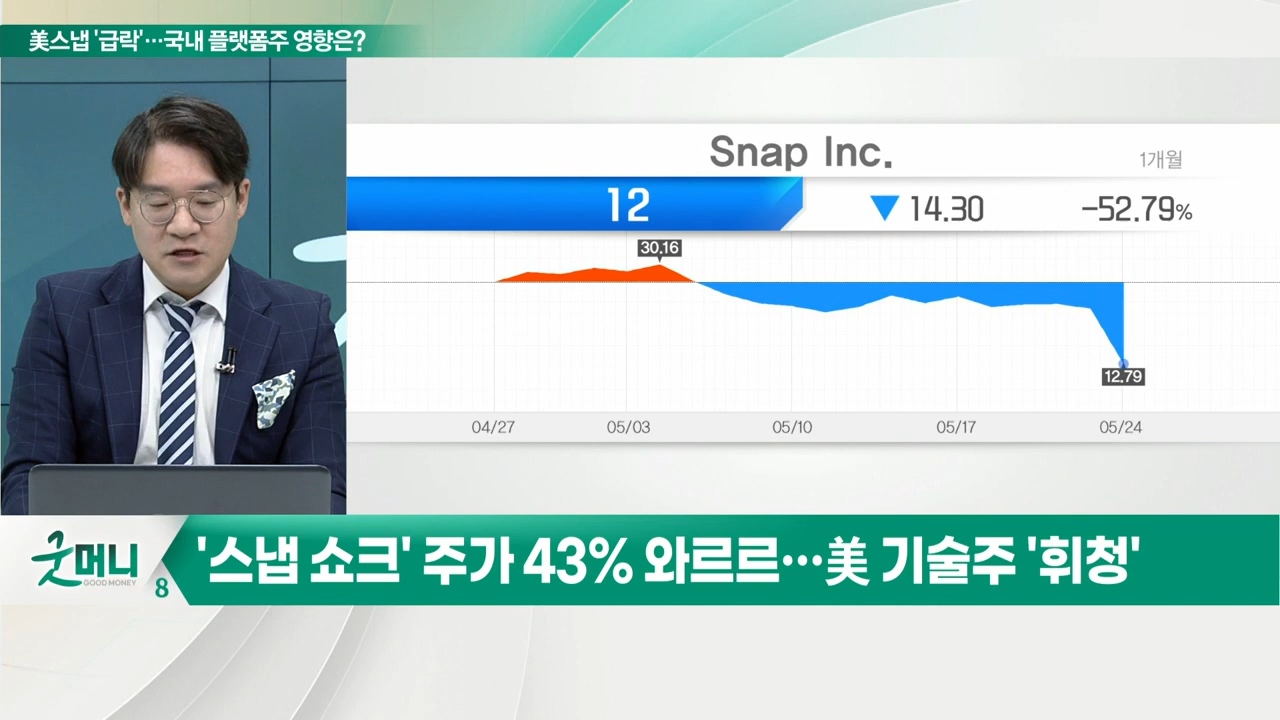 美스냅 '급락'…국내 플랫폼주 영향은?
Snap Inc.
1개월
12
▼ 14.30
-52.79%
30.16
12.79
04/27
05/03
05/10
05/17
05/24
굿머니
GOOD MONEY
8
'스냅 쇼크' 주가 43% 와르르…美 기술주 '휘청'